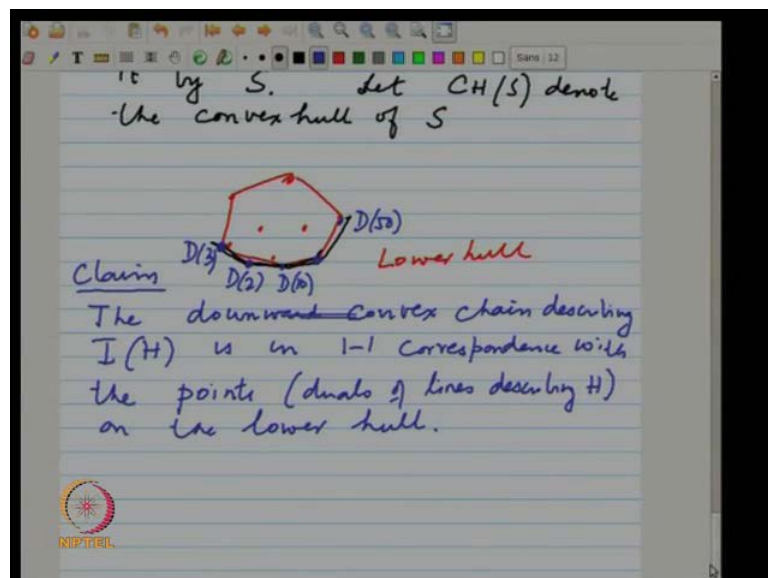 Sans 12
it by S. Let CH(S) denote
the convex hull of S
D(50)
D(3)
Lower hull
D(2) D(10)
Claim
The downward convex chain describing
I(H) is in 1-1 correspondence with
the points (duals of lines describing H)
on the lower hull.
NPTEL